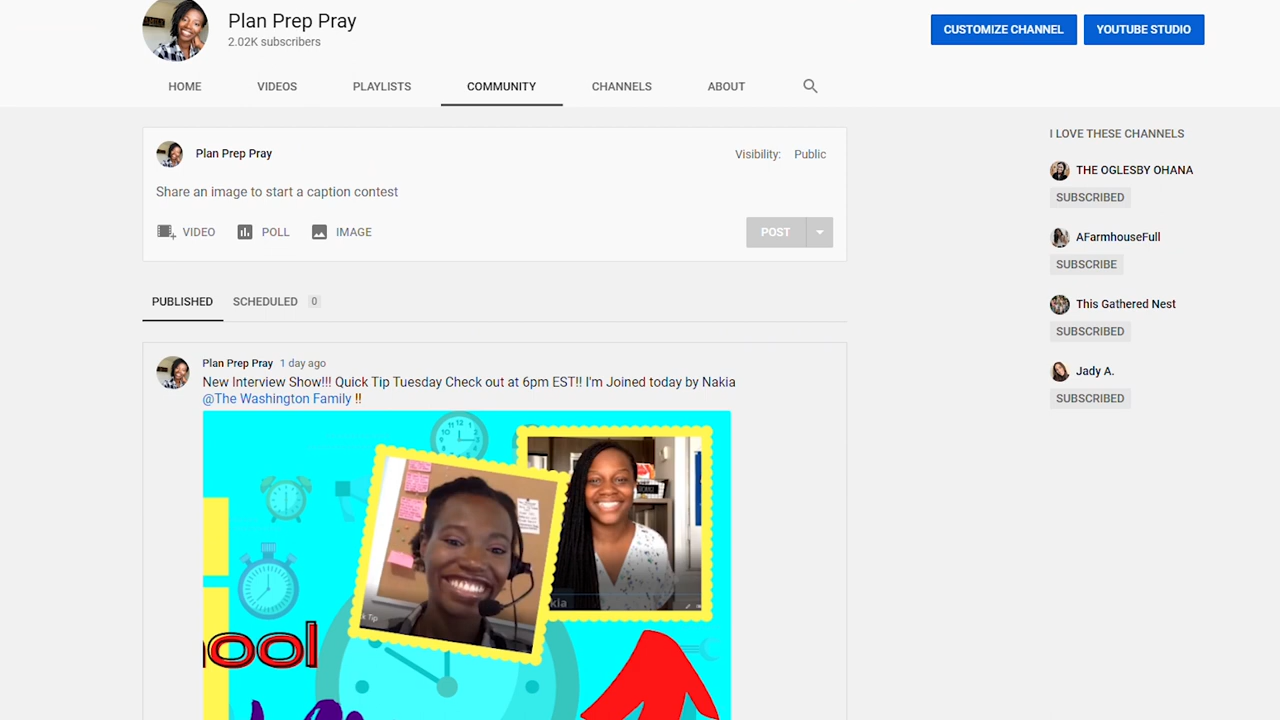 Plan Prep Pray
2.02K subscribers
CUSTOMIZE CHANNEL
YOUTUBE STUDIO
HOME
VIDEOS
PLAYLISTS
COMMUNITY
CHANNELS
ABOUT
Plan Prep Pray
Visibility: Public
Share an image to start a caption contest
VIDEO
POLL
IMAGE
POST
PUBLISHED
SCHEDULED 0
Plan Prep Pray 1 day ago
New Interview Show!!! Quick Tip Tuesday Check out at 6pm EST!! I'm Joined today by Nakia
@The Washington Family !!
kia
k Tip
hool
I LOVE THESE CHANNELS
THE OGLESBY OHANA
SUBSCRIBED
AFarmhouseFull
SUBSCRIBE
This Gathered Nest
SUBSCRIBED
Jady A.
SUBSCRIBED